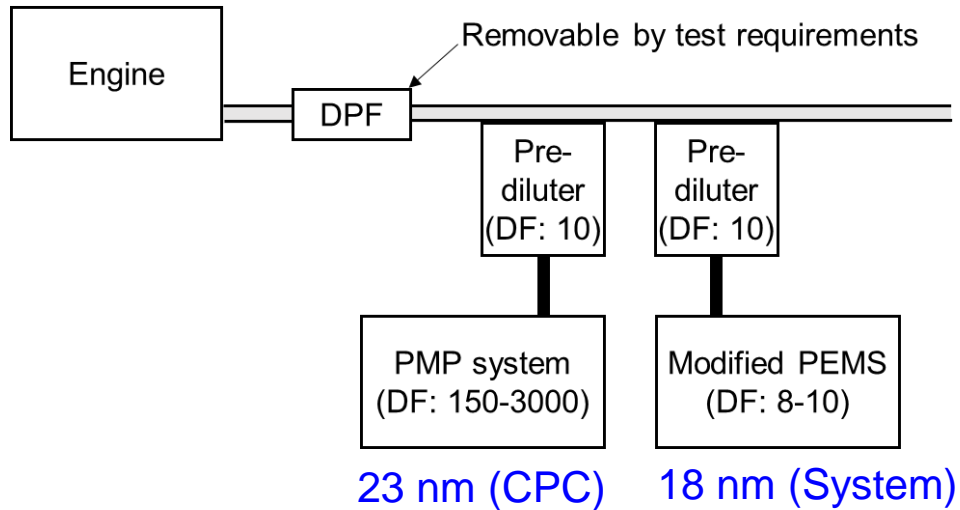 Removable by test requirements
Engine
DPF
Pre-
diluter
(DF: 10)
Pre-
diluter
(DF: 10)
PMP system
(DF: 150-3000)
Modified PEMS
(DF: 8-10)
23 nm (CPC)
18 nm (System)